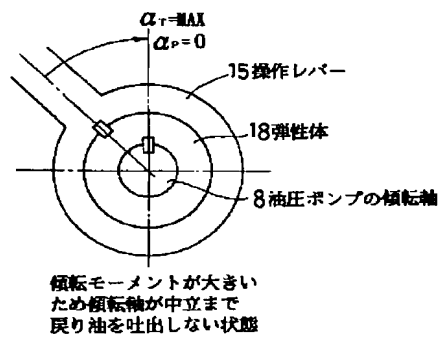 αT=MAX
αP=0
15操作レバー
18弾性体
8油圧ポンプの傾転軸
傾転モーメントが大きい
ため傾転軸が中立まで
戻り油を吐出しない状態